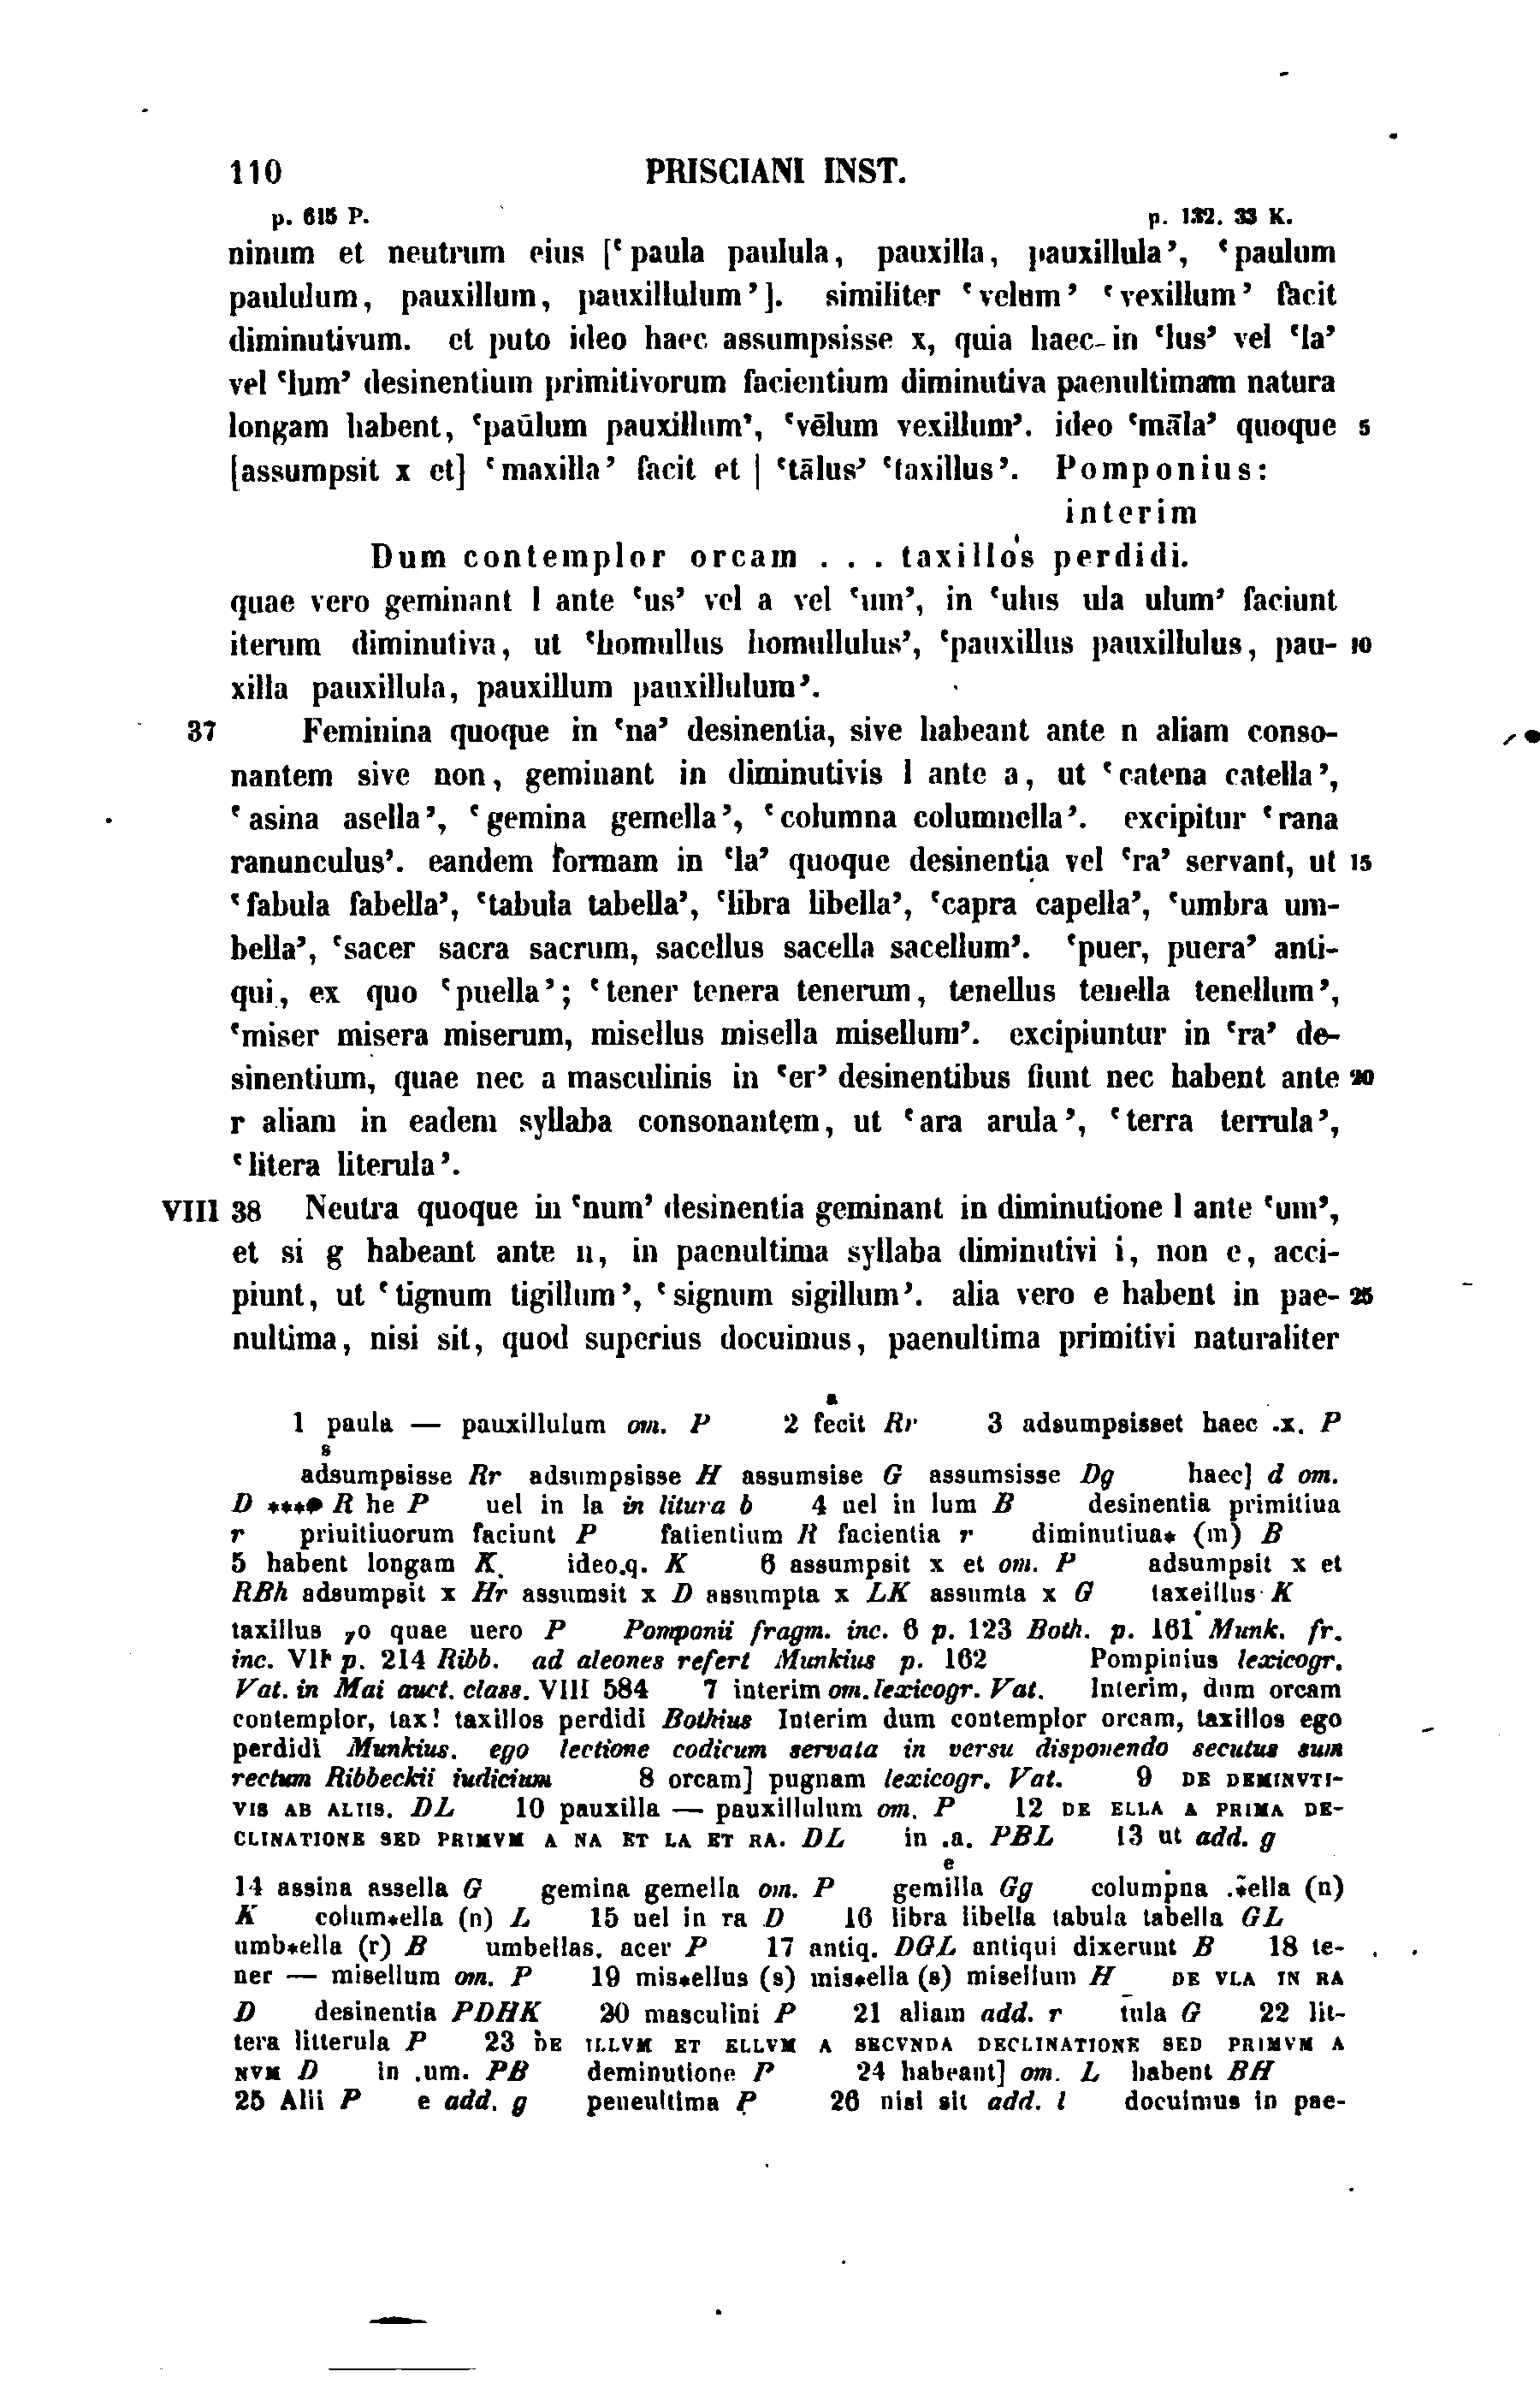 110 PRISCIANI INST.
p. 615 P. p. 132. 33 K.
ninum et neutrum eius [‘paula paulula, pauxilla, pauxillula’, ‘paulum
paululum, pauxillum, pauxillulum’]. similiter ‘velum’ ‘vexillum’ facit
diminutivum. et puto ideo haec assumpsisse x, quia haec in ‘lus’ vel ‘la’
vel ‘lum’ desinentium primitivorum facientium diminutiva paenultimam natura
longam habent, ‘paūlum pauxillum’, ‘vēlum vexillum’. ideo ‘māla’ quoque 5
[assumpsit x et] ‘maxilla’ facit et | ‘tālus’ ‘taxillus’. Pomponius:
interim
Dum contemplor orcam . . . taxillós perdidi.
quae vero geminant l ante ‘us’ vel a vel ‘um’, in ‘ulus ula ulum’ faciunt
iterum diminutiva, ut ‘homullus homullulus’, ‘pauxillus pauxillulus, pau- 10
xilla pauxillula, pauxillum pauxillulum’.
37 Feminina quoque in ‘na’ desinentia, sive habeant ante n aliam conso-
nantem sive non, geminant in diminutivis l ante a, ut ‘catena catella’,
‘asina asella’, ‘gemina gemella’, ‘columna columnella’. excipitur ‘rana
ranunculus’. eandem formam in ‘la’ quoque desinentia vel ‘ra’ servant, ut 15
‘fabula fabella’, ‘tabula tabella’, ‘libra libella’, ‘capra capella’, ‘umbra um-
bella’, ‘sacer sacra sacrum, sacellus sacella sacellum’. ‘puer, puera’ anti-
qui, ex quo ‘puella’; ‘tener tenera tenerum, tenellus tenella tenellum’,
‘miser misera miserum, misellus misella misellum’. excipiuntur in ‘ra’ de-
sinentium, quae nec a masculinis in ‘er’ desinentibus fiunt nec habent ante 20
r aliam in eadem syllaba consonantem, ut ‘ara arula’, ‘terra terrula’,
‘litera literula’.
VIII 38 Neutra quoque in ‘num’ desinentia geminant in diminutione l ante ‘um’,
et si g habeant ante n, in paenultima syllaba diminutivi i, non e, acci-
piunt, ut ‘tignum tigillum’, ‘signum sigillum’. alia vero e habent in pae- 25
nultima, nisi sit, quod superius docuimus, paenultima primitivi naturaliter
a
1 paula — pauxillulum om. P 2 fecit Rr 3 adsumpsisset haec .x. P
s
adsumpsisse Rr adsumpsisse H assumsise G assumsisse Dg haec] d om.
D **** R he P uel in la in litura b 4 uel in lum B desinentia primitiua
r priuitiuorum faciunt P fatientium R facientia r diminutiua* (m) B
5 habent longam K. ideo.q. K 6 assumpsit x et om. P adsumpsit x et
RBh adsumpsit x Hr assumsit x D assumpta x LK assumta x G taxeillus K
taxillus ,o quae uero P Pomponii fragm. inc. 6 p. 123 Both. p. 161 Munk. fr.
inc. VII p. 214 Ribb. ad aleones refert Munkius p. 162 Pompinius lexicogr.
Vat. in Mai auct. class. VIII 584 7 interim om. lexicogr. Vat. Interim, dum orcam
contemplor, tax! taxillos perdidi Bothius Interim dum contemplor orcam, taxillos ego
perdidi Munkius. ego lectione codicum servata in versu disponendo secutus sum
rectum Ribbeckii iudicium 8 orcam] pugnam lexicogr. Vat. 9 DE DEMINVTI-
VIS AB ALIIS. DL 10 pauxilla — pauxillulum om. P 12 DE ELLA A PRIMA DE-
CLINATIONE SED PRIMVM A NA ET LA ET RA. DL in .a. PBL 13 ut add. g
e
14 assina assella G gemina gemella om. P gemilla Gg columpna .*ella (n)
K colum*ella (n) L 15 uel in ra D 16 libra libella tabula tabella GL
umb*ella (r) B umbellas. acer P 17 antiq. DGL antiqui dixerunt B 18 te-
ner — misellum om. P 19 mis*ellus (s) mis*ella (s) misellum H DE VLA IN RA
D desinentia PDHK 20 masculini P 21 aliam add. r tula G 22 lit-
tera litterula P 23 DE ILLVM ET ELLVM A SECVNDA DECLINATIONE SED PRIMVM A
NVM D in .um. PB deminutione P 24 habeant] om. L habent BH
25 Alii P e add. g peneultima P 26 nisi sit add. l docuimus in pae-